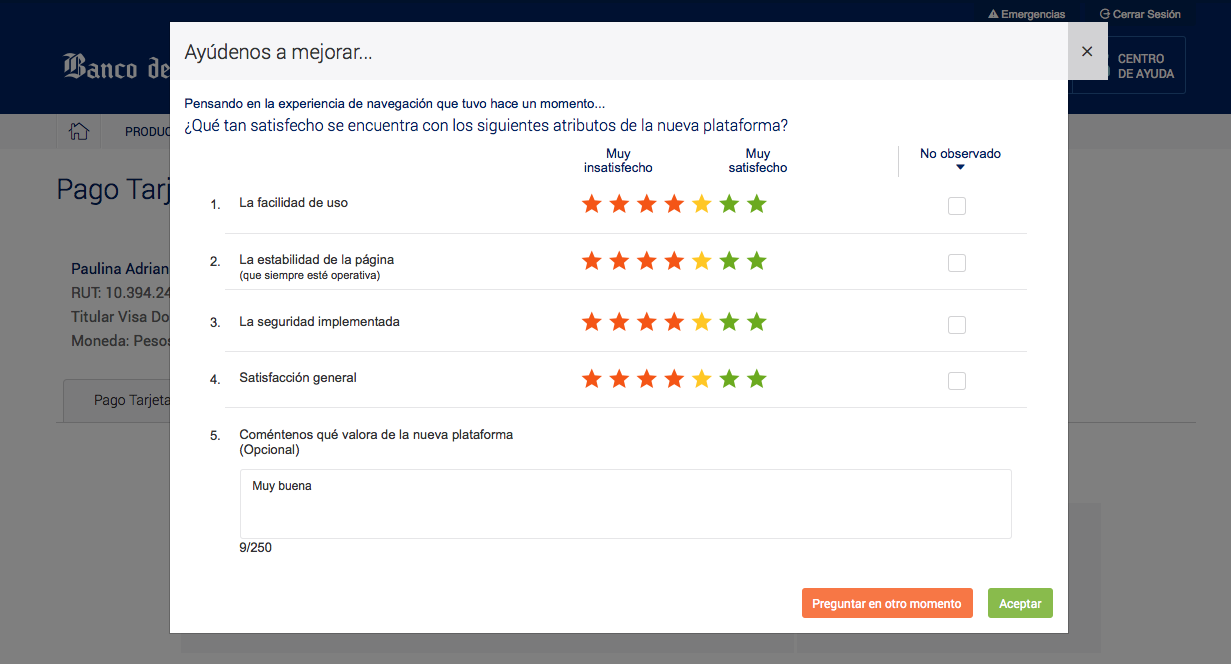 Emergencias
Cerrar Sesión
Banco de
CENTRO
DE AYUDA
Ayúdenos a mejorar...
Pensando en la experiencia de navegación que tuvo hace un momento...
¿Qué tan satisfecho se encuentra con los siguientes atributos de la nueva plataforma?
Muy insatisfecho
Muy satisfecho
No observado
1. La facilidad de uso
2. La estabilidad de la página
(que siempre esté operativa)
3. La seguridad implementada
4. Satisfacción general
5. Coméntenos qué valora de la nueva plataforma
(Opcional)
Muy buena
9/250
Preguntar en otro momento
Aceptar
PRODUC
Pago Tarj
Paulina Adrian
RUT: 10.394.24
Titular Visa Do
Moneda: Pesos
Pago Tarjeta